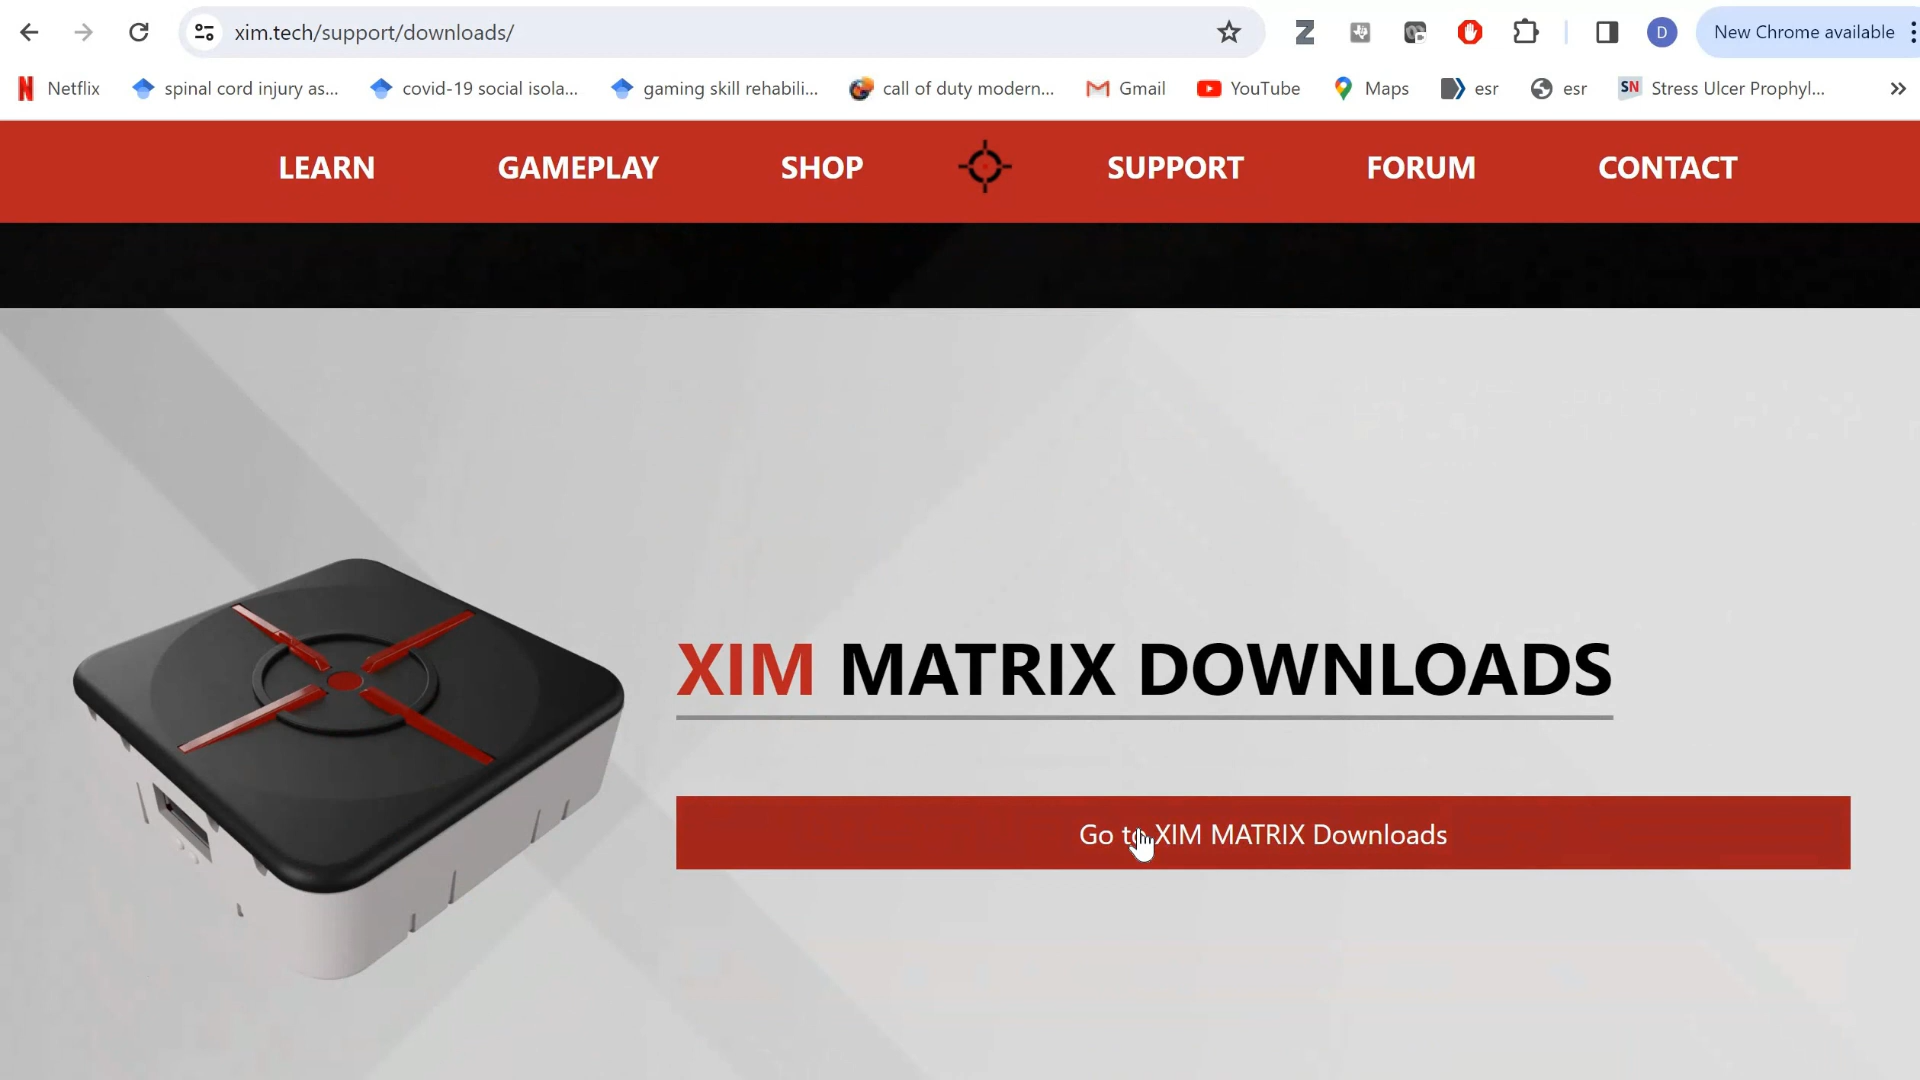 xim.tech/support/downloads/
D
New Chrome available
N Netflix
spinal cord injury as...
covid-19 social isola...
gaming skill rehabili...
call of duty modern...
Gmail
YouTube
Maps
esr
esr
SN Stress Ulcer Prophyl...
LEARN
GAMEPLAY
SHOP
SUPPORT
FORUM
CONTACT
XIM MATRIX DOWNLOADS
Go to XIM MATRIX Downloads